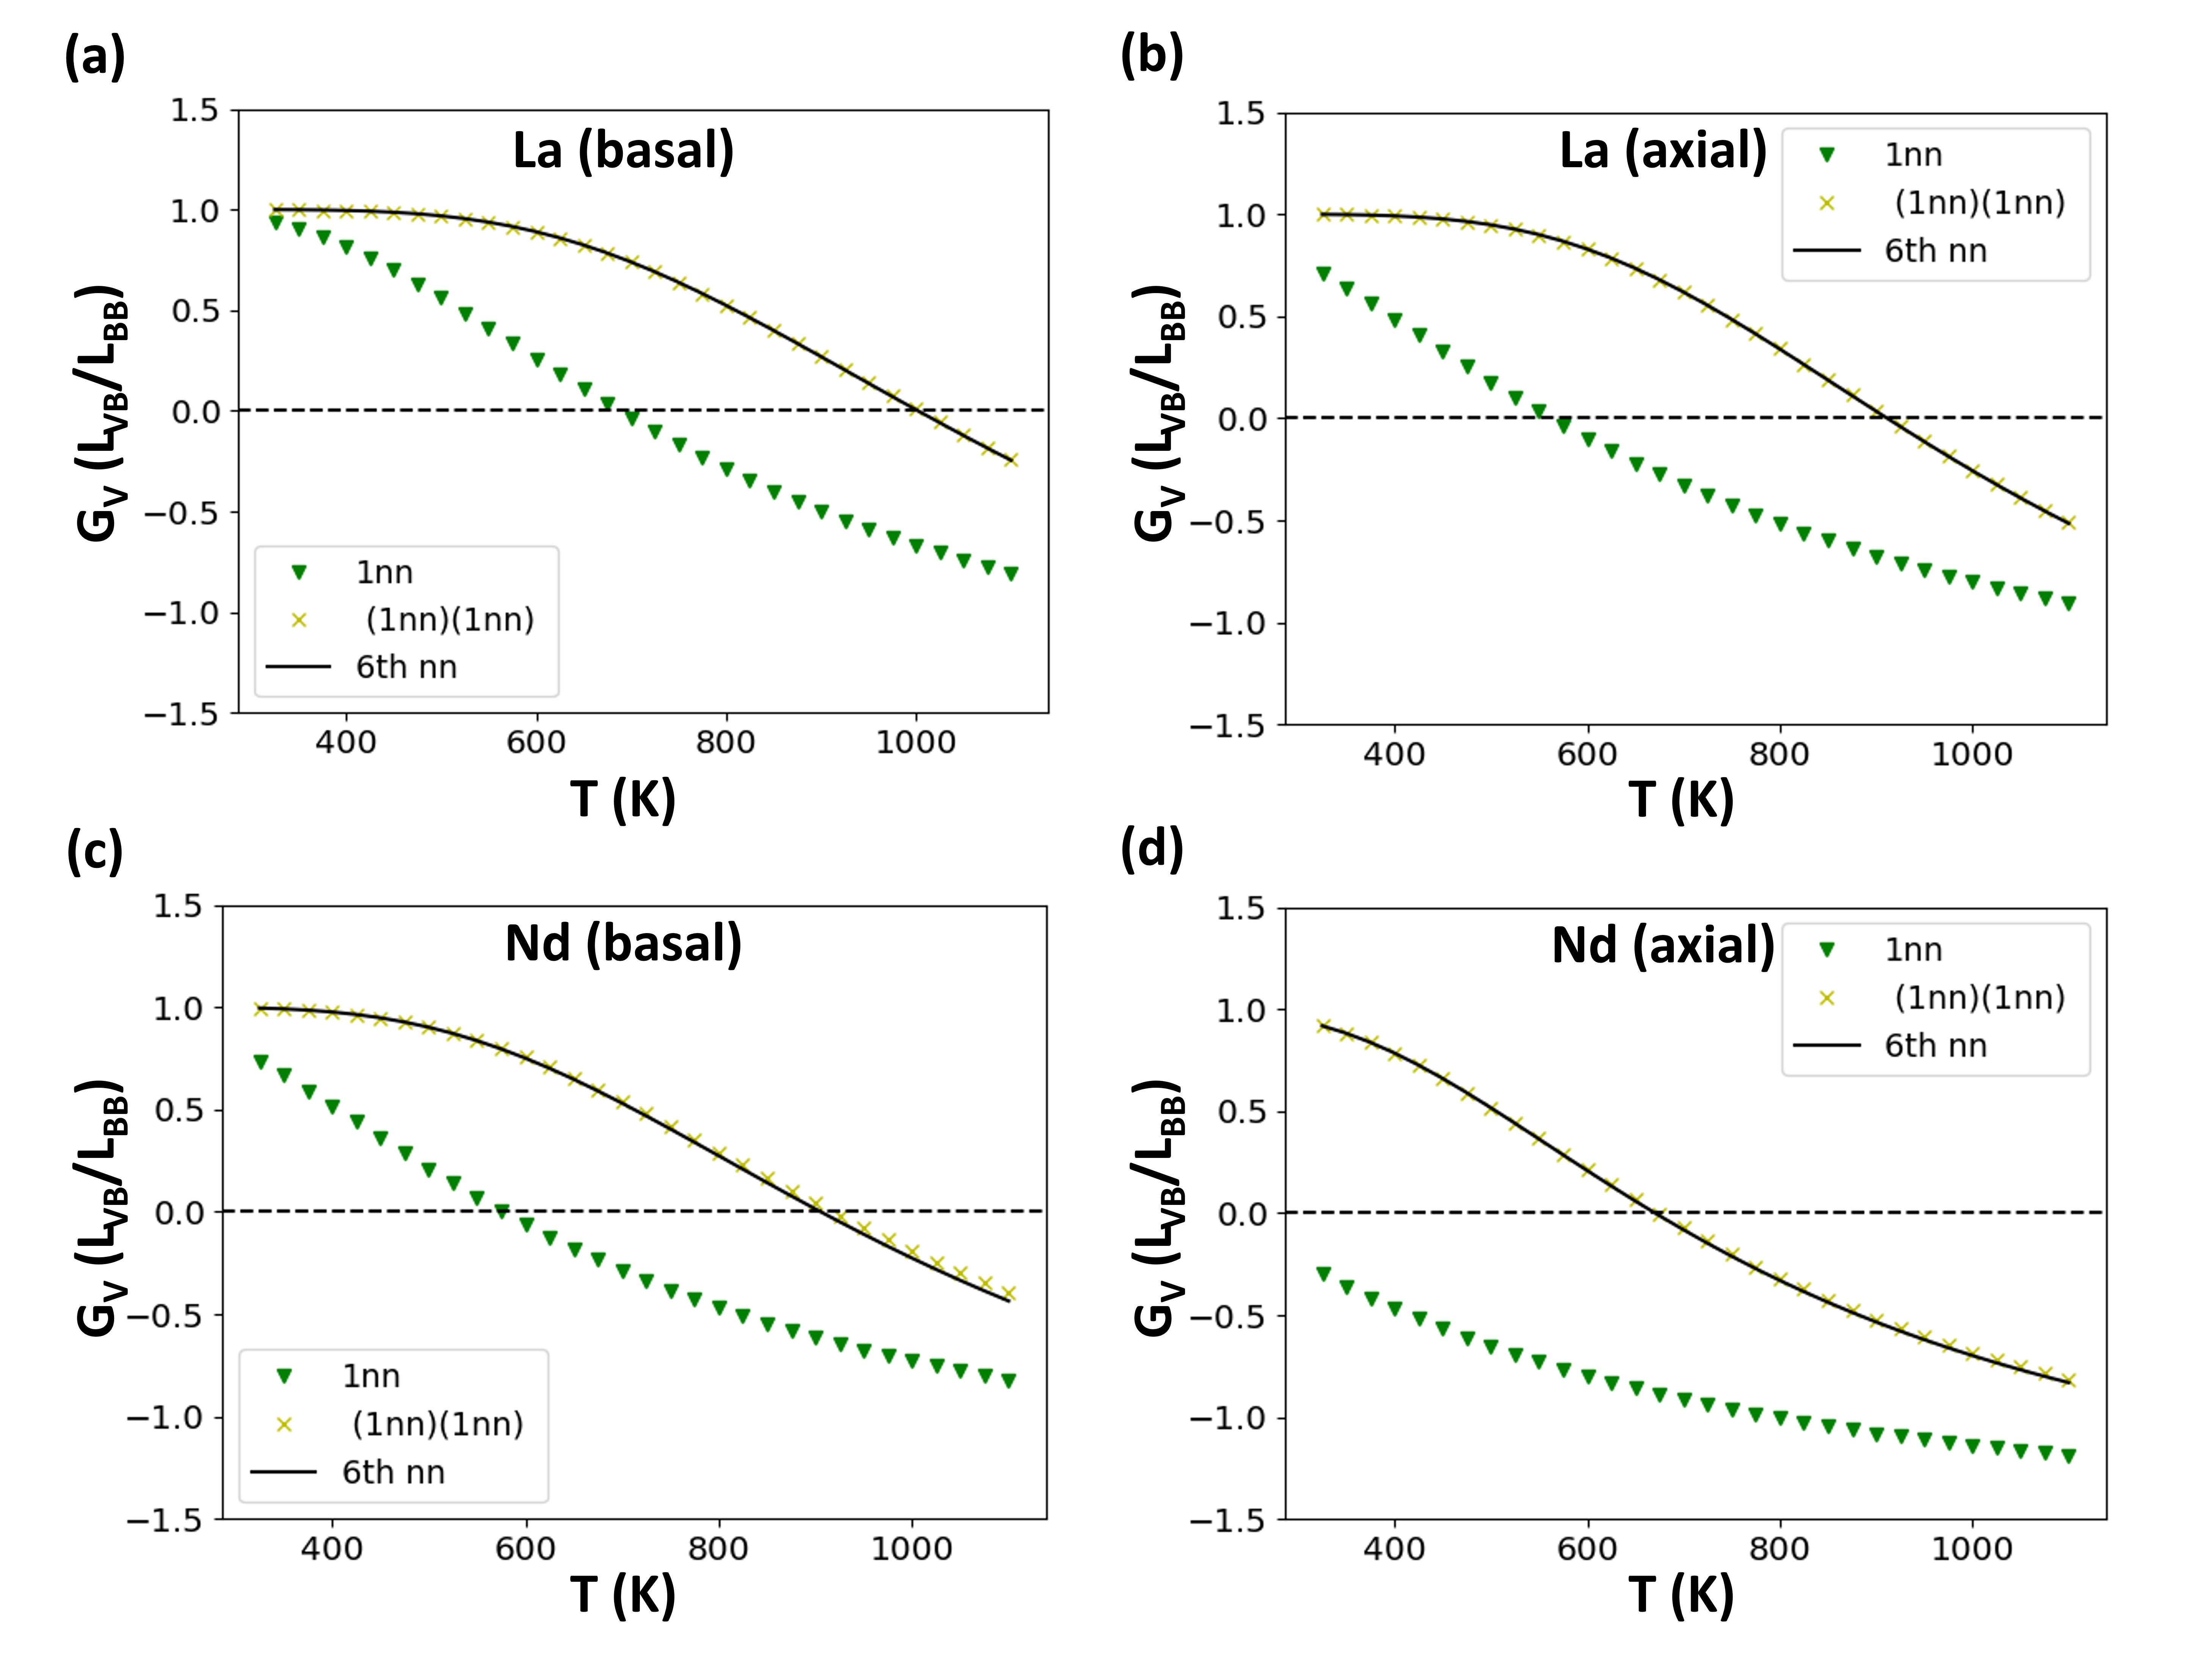 (a)
La (basal)
1.5
1.0
0.5
0.0
−0.5
−1.0
−1.5
G_V (L_VB/L_BB)
1nn
(1nn)(1nn)
6th nn
400 600 800 1000
T (K)
(b)
La (axial)
1.5
1.0
0.5
0.0
−0.5
−1.0
−1.5
G_V (L_VB/L_BB)
1nn
(1nn)(1nn)
6th nn
400 600 800 1000
T (K)
(c)
Nd (basal)
1.5
1.0
0.5
0.0
−0.5
−1.0
−1.5
G_V (L_VB/L_BB)
1nn
(1nn)(1nn)
6th nn
400 600 800 1000
T (K)
(d)
Nd (axial)
1.5
1.0
0.5
0.0
−0.5
−1.0
−1.5
G_V (L_VB/L_BB)
1nn
(1nn)(1nn)
6th nn
400 600 800 1000
T (K)